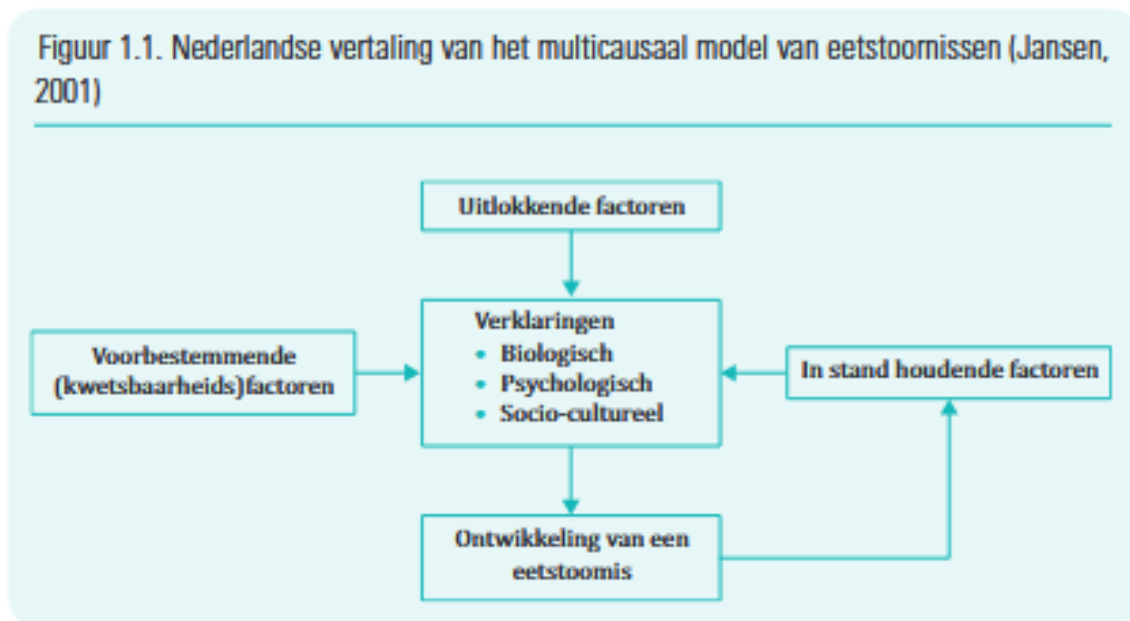 Figuur 1.1. Nederlandse vertaling van het multicausaal model van eetstoornissen (Jansen,
2001)
Uitlokkende factoren
Verklaringen
• Biologisch
• Psychologisch
• Socio-cultureel
Voorbestemmende
(kwetsbaarheids)factoren
In stand houdende factoren
Ontwikkeling van een
eetstoornis